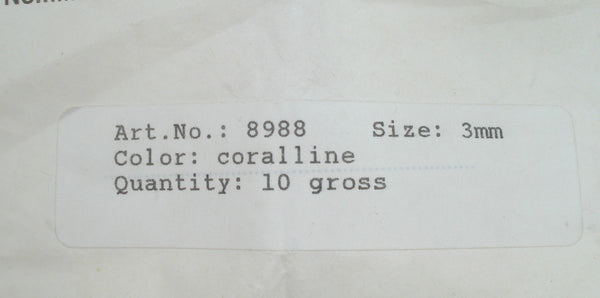 Art.No.: 8988 Size: 3mm
Color: coralline
Quantity: 10 gross